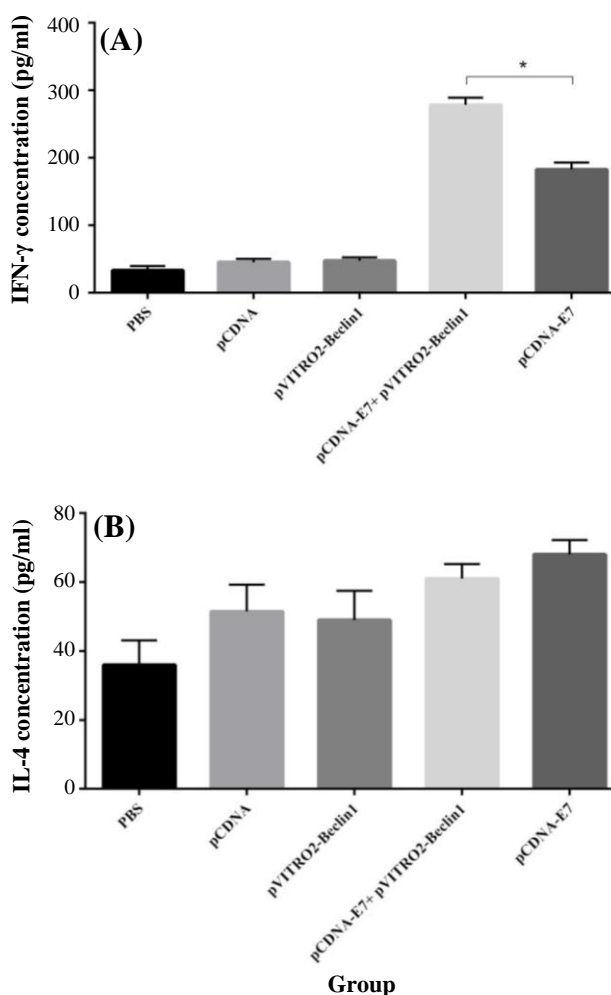 (A)
IFN-γ concentration (pg/ml)
400
300
200
100
0
*
PBS
pCDNA
pVITRO2-Beclin1
pCDNA-E7+ pVITRO2-Beclin1
pCDNA-E7
(B)
IL-4 concentration (pg/ml)
80
60
40
20
0
PBS
pCDNA
pVITRO2-Beclin1
pCDNA-E7+ pVITRO2-Beclin1
pCDNA-E7
Group